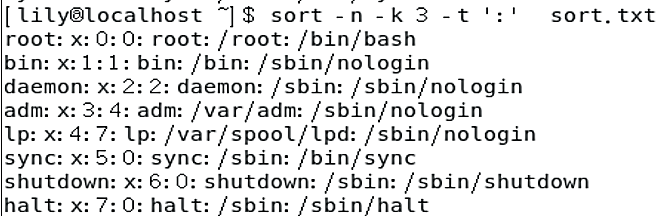 [lily@localhost ~]$ sort -n -k 3 -t ':'  sort.txt
root:x:0:0:root:/root:/bin/bash
bin:x:1:1:bin:/bin:/sbin/nologin
daemon:x:2:2:daemon:/sbin:/sbin/nologin
adm:x:3:4:adm:/var/adm:/sbin/nologin
lp:x:4:7:lp:/var/spool/lpd:/sbin/nologin
sync:x:5:0:sync:/sbin:/bin/sync
shutdown:x:6:0:shutdown:/sbin:/sbin/shutdown
halt:x:7:0:halt:/sbin:/sbin/halt